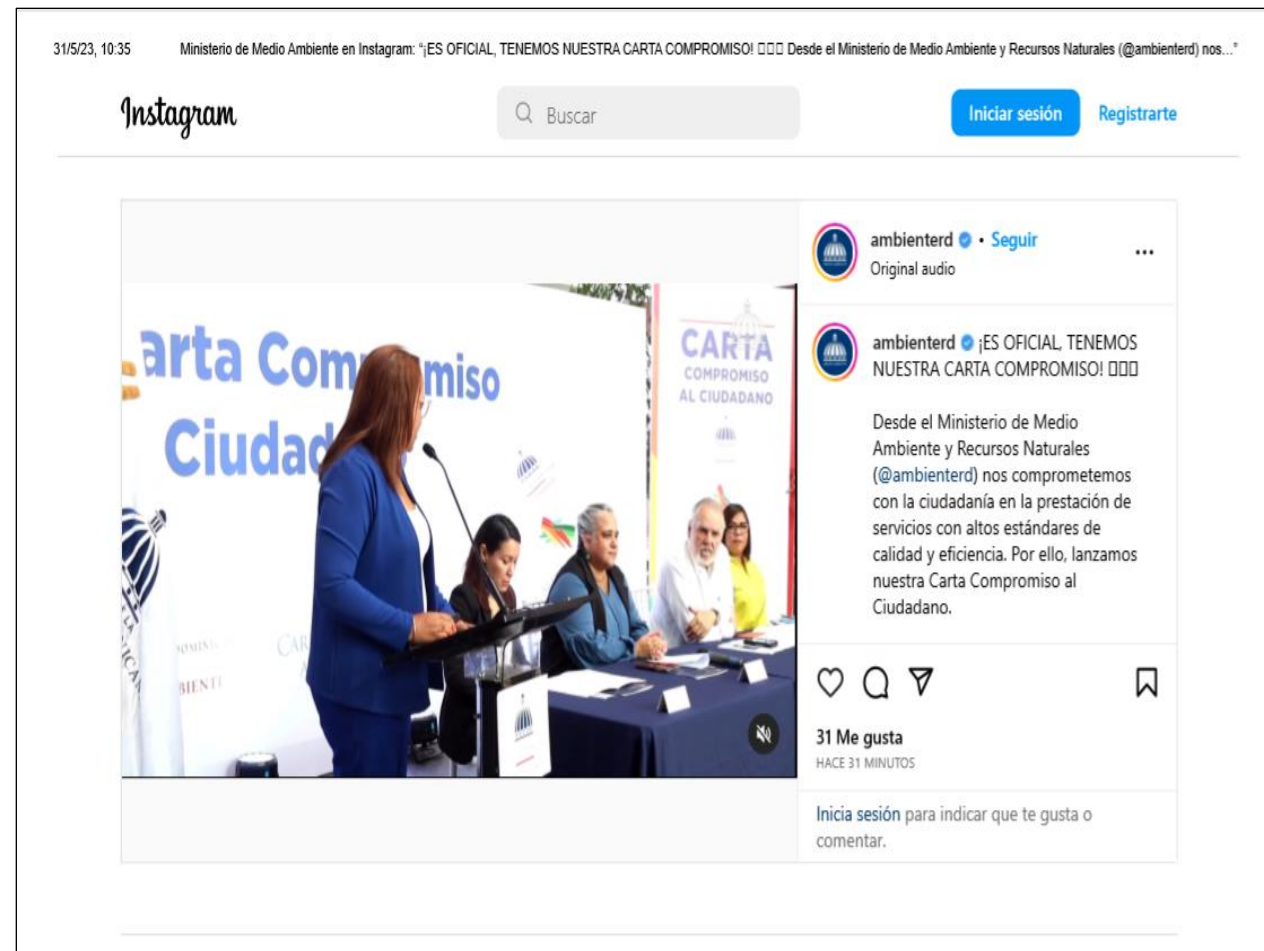 31/5/23, 10:35 Ministerio de Medio Ambiente en Instagram: “¡ES OFICIAL, TENEMOS NUESTRA CARTA COMPROMISO! □□□ Desde el Ministerio de Medio Ambiente y Recursos Naturales (@ambienterd) nos…”
Instagram
Buscar
Iniciar sesión
Registrarte
arta Com miso
Ciudad
CARTA
COMPROMISO
AL CIUDADANO
BIENTE
ambienterd • Seguir
Original audio
ambienterd ¡ES OFICIAL, TENEMOS
NUESTRA CARTA COMPROMISO! □□□
Desde el Ministerio de Medio
Ambiente y Recursos Naturales
(@ambienterd) nos comprometemos
con la ciudadanía en la prestación de
servicios con altos estándares de
calidad y eficiencia. Por ello, lanzamos
nuestra Carta Compromiso al
Ciudadano.
31 Me gusta
HACE 31 MINUTOS
Inicia sesión para indicar que te gusta o
comentar.